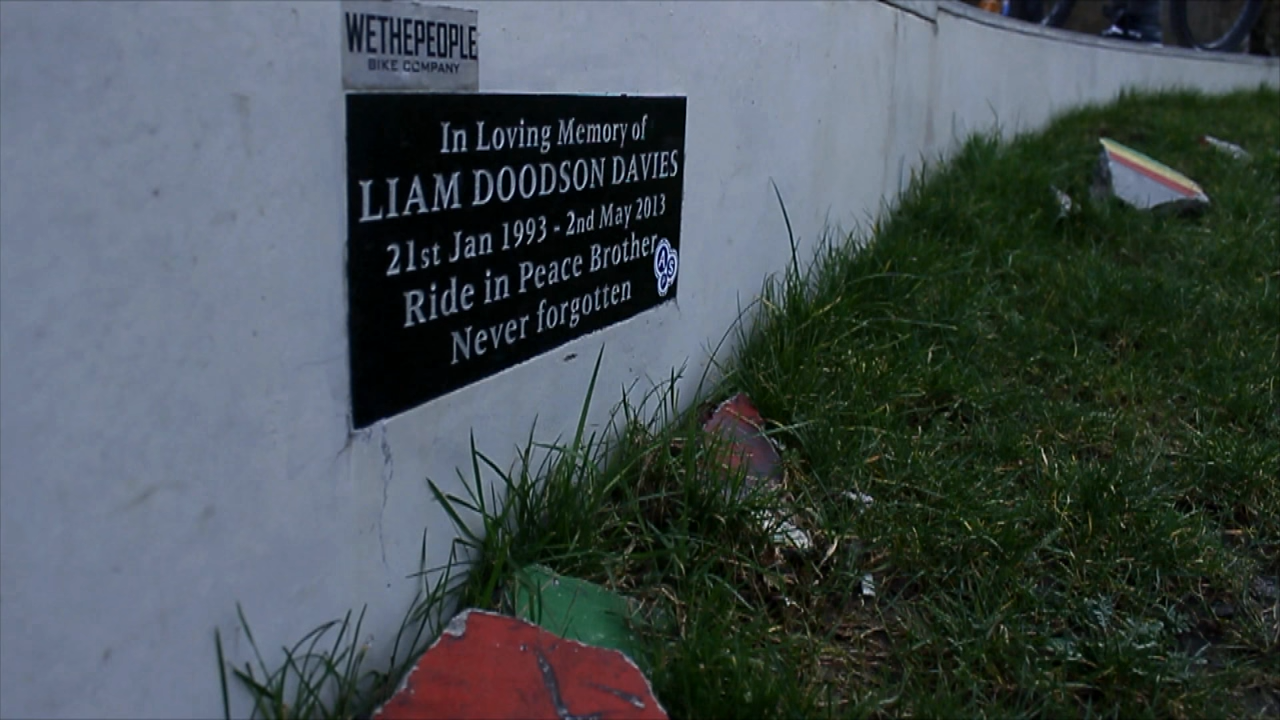 WETHEPEOPLE
BIKE COMPANY
In Loving Memory of
LIAM DOODSON DAVIES
21st Jan 1993 - 2nd May 2013
Ride in Peace Brother
Never forgotten
A
S
O